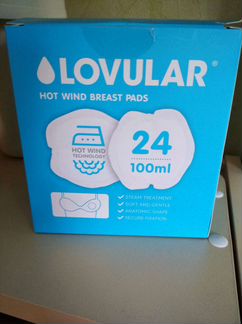 LOVULAR®
HOT WIND BREAST PADS
HOT WIND
TECHNOLOGY
24
100ml
STEAM TREATMENT
SOFT AND GENTLE
ANATOMIC SHAPE
SECURE FIXATION